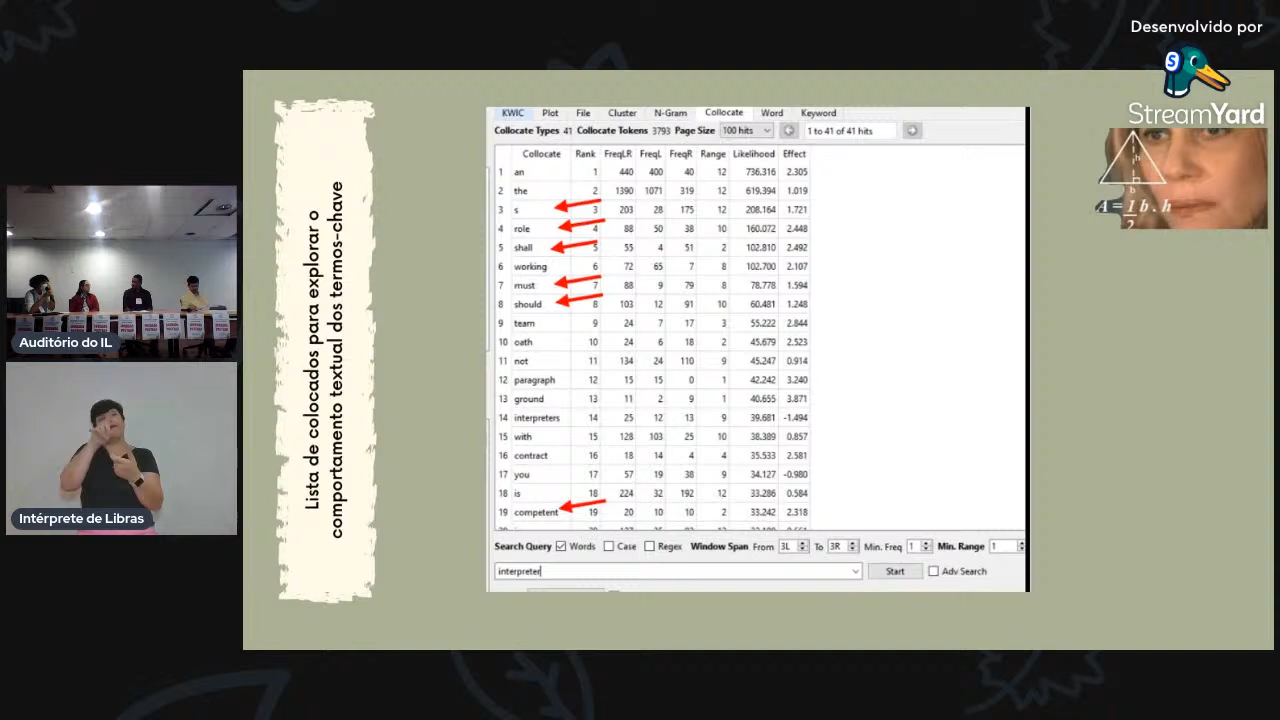 Desenvolvido por
S
StreamYard
Lista de colocados para explorar o
comportamento textual dos termos-chave
KWIC Plot File Cluster N-Gram Collocate Word Keyword
Collocate Types 41 Collocate Tokens 3793 Page Size 100 hits 1 to 41 of 41 hits
Collocate Rank FreqLR FreqL FreqR Range Likelihood Effect
1 an 1 440 400 40 12 736.316 2.305
2 the 2 1390 1071 319 12 619.394 1.019
3 s 3 203 28 175 12 208.164 1.721
4 role 4 88 50 38 10 160.072 2.448
5 shall 5 55 4 51 2 102.810 2.492
6 working 6 72 65 7 8 102.700 2.107
7 must 7 88 9 79 8 78.778 1.594
8 should 8 103 12 91 10 60.481 1.248
9 team 9 24 7 17 3 55.222 2.844
10 oath 10 24 6 18 2 45.679 2.523
11 not 11 134 24 110 9 45.247 0.914
12 paragraph 12 15 15 0 1 42.242 3.240
13 ground 13 11 2 9 1 40.655 3.871
14 interpreters 14 25 12 13 9 39.681 -1.494
15 with 15 128 103 25 10 38.389 0.857
16 contract 16 18 14 4 4 35.533 2.581
17 you 17 57 19 38 9 34.127 -0.980
18 is 18 224 32 192 12 33.286 0.584
19 competent 19 20 10 10 2 33.242 2.318
Search Query Words Case Regex Window Span From 3L To 3R Min. Freq 1 Min. Range 1
interpreter Start Adv Search
h
b
A=1b.h
2
Auditório do IL
Intérprete de Libras